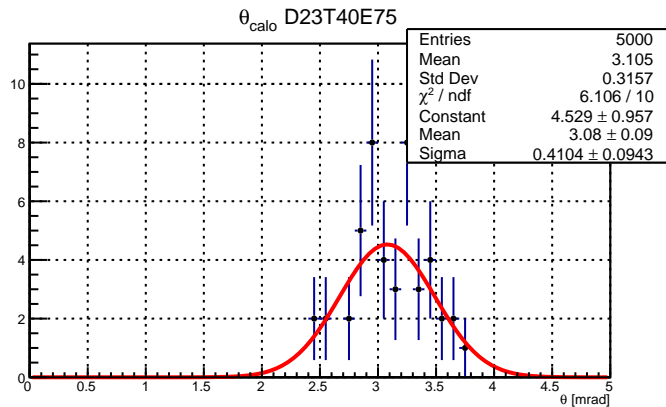 θcalo D23T40E75
Entries 5000
Mean 3.105
Std Dev 0.3157
χ² / ndf 6.106 / 10
Constant 4.529 ± 0.957
Mean 3.08 ± 0.09
Sigma 0.4104 ± 0.0943
10
8
6
4
2
0
0 0.5 1 1.5 2 2.5 3 3.5 4 4.5 5
θ [mrad]